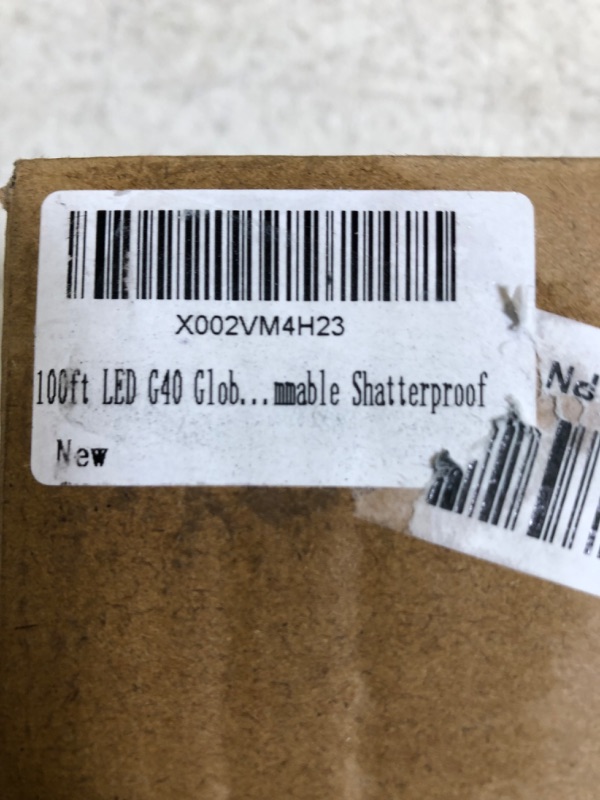 X002VM4H23
100ft LED G40 Glob...mmable Shatterproof
New